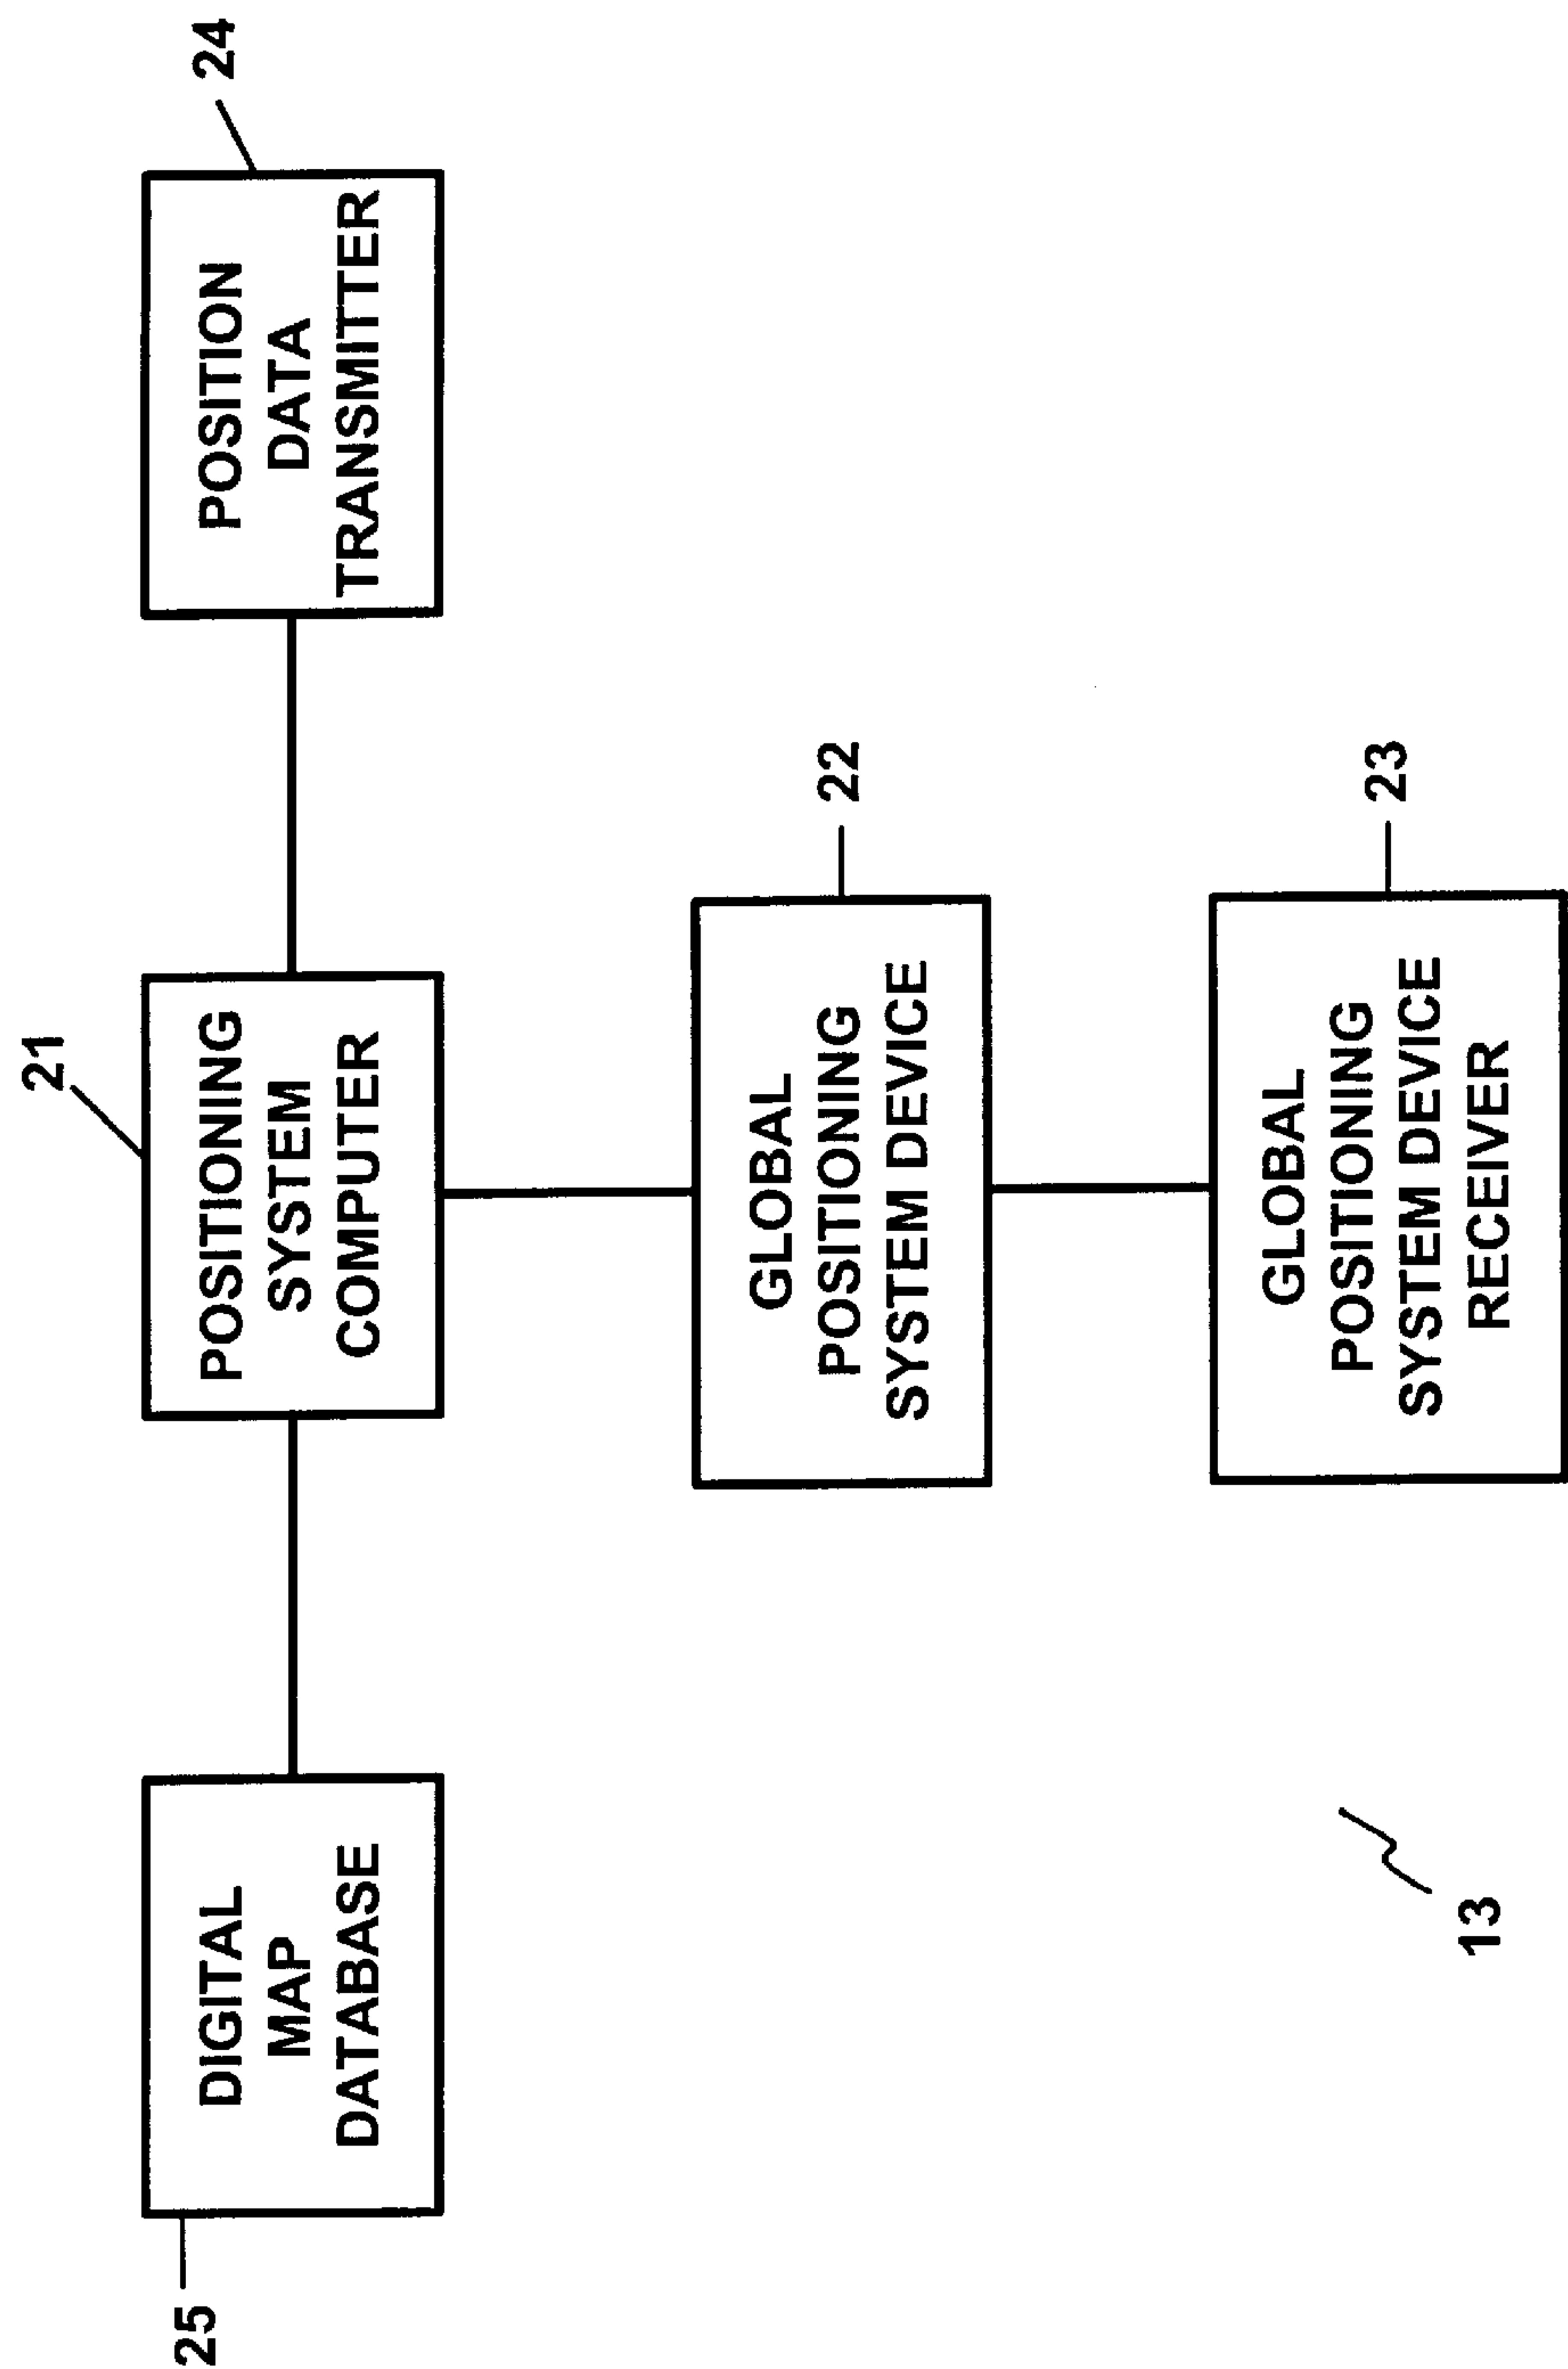 21
24
25
DIGITAL
MAP
DATABASE
POSITIONING
SYSTEM
COMPUTER
POSITION
DATA
TRANSMITTER
GLOBAL
POSITIONING
SYSTEM DEVICE
22
GLOBAL
POSITIONING
SYSTEM DEVICE
RECEIVER
23
13